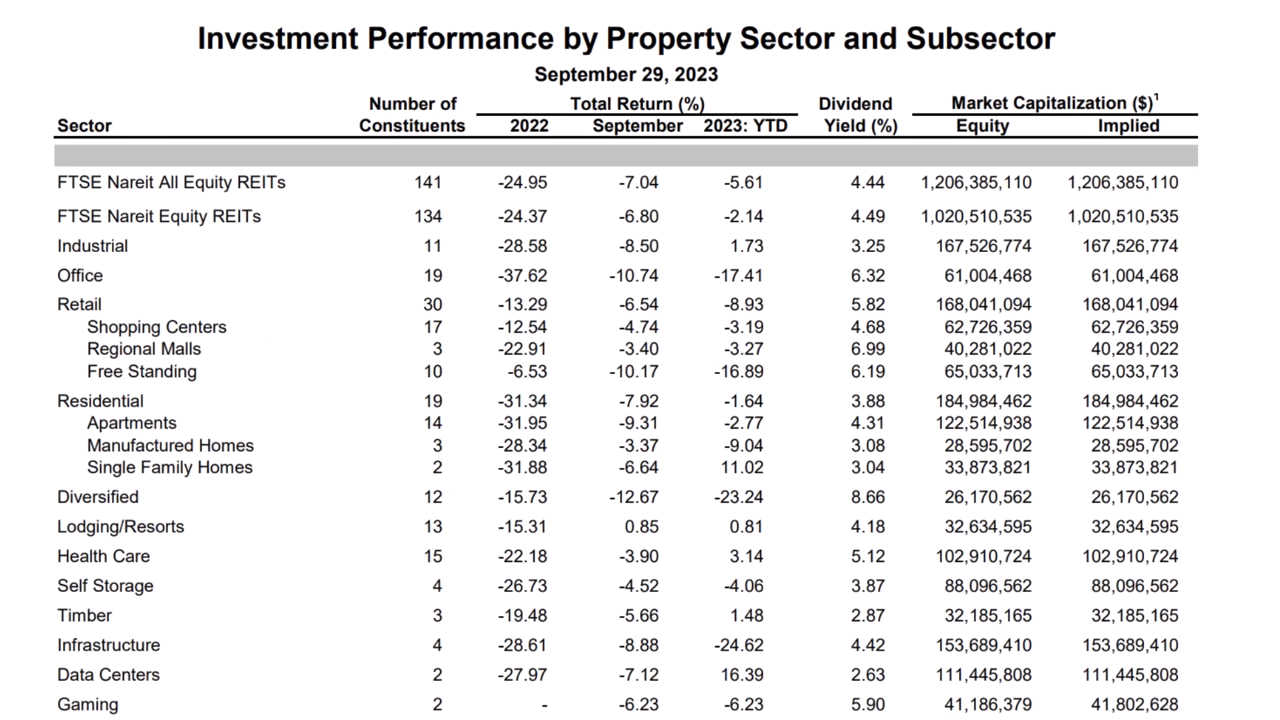 Investment Performance by Property Sector and Subsector
September 29, 2023
Number of Total Return (%) Dividend Market Capitalization ($)¹
Sector Constituents 2022 September 2023: YTD Yield (%) Equity Implied
FTSE Nareit All Equity REITs 141 -24.95 -7.04 -5.61 4.44 1,206,385,110 1,206,385,110
FTSE Nareit Equity REITs 134 -24.37 -6.80 -2.14 4.49 1,020,510,535 1,020,510,535
Industrial 11 -28.58 -8.50 1.73 3.25 167,526,774 167,526,774
Office 19 -37.62 -10.74 -17.41 6.32 61,004,468 61,004,468
Retail 30 -13.29 -6.54 -8.93 5.82 168,041,094 168,041,094
Shopping Centers 17 -12.54 -4.74 -3.19 4.68 62,726,359 62,726,359
Regional Malls 3 -22.91 -3.40 -3.27 6.99 40,281,022 40,281,022
Free Standing 10 -6.53 -10.17 -16.89 6.19 65,033,713 65,033,713
Residential 19 -31.34 -7.92 -1.64 3.88 184,984,462 184,984,462
Apartments 14 -31.95 -9.31 -2.77 4.31 122,514,938 122,514,938
Manufactured Homes 3 -28.34 -3.37 -9.04 3.08 28,595,702 28,595,702
Single Family Homes 2 -31.88 -6.64 11.02 3.04 33,873,821 33,873,821
Diversified 12 -15.73 -12.67 -23.24 8.66 26,170,562 26,170,562
Lodging/Resorts 13 -15.31 0.85 0.81 4.18 32,634,595 32,634,595
Health Care 15 -22.18 -3.90 3.14 5.12 102,910,724 102,910,724
Self Storage 4 -26.73 -4.52 -4.06 3.87 88,096,562 88,096,562
Timber 3 -19.48 -5.66 1.48 2.87 32,185,165 32,185,165
Infrastructure 4 -28.61 -8.88 -24.62 4.42 153,689,410 153,689,410
Data Centers 2 -27.97 -7.12 16.39 2.63 111,445,808 111,445,808
Gaming 2 - -6.23 -6.23 5.90 41,186,379 41,802,628